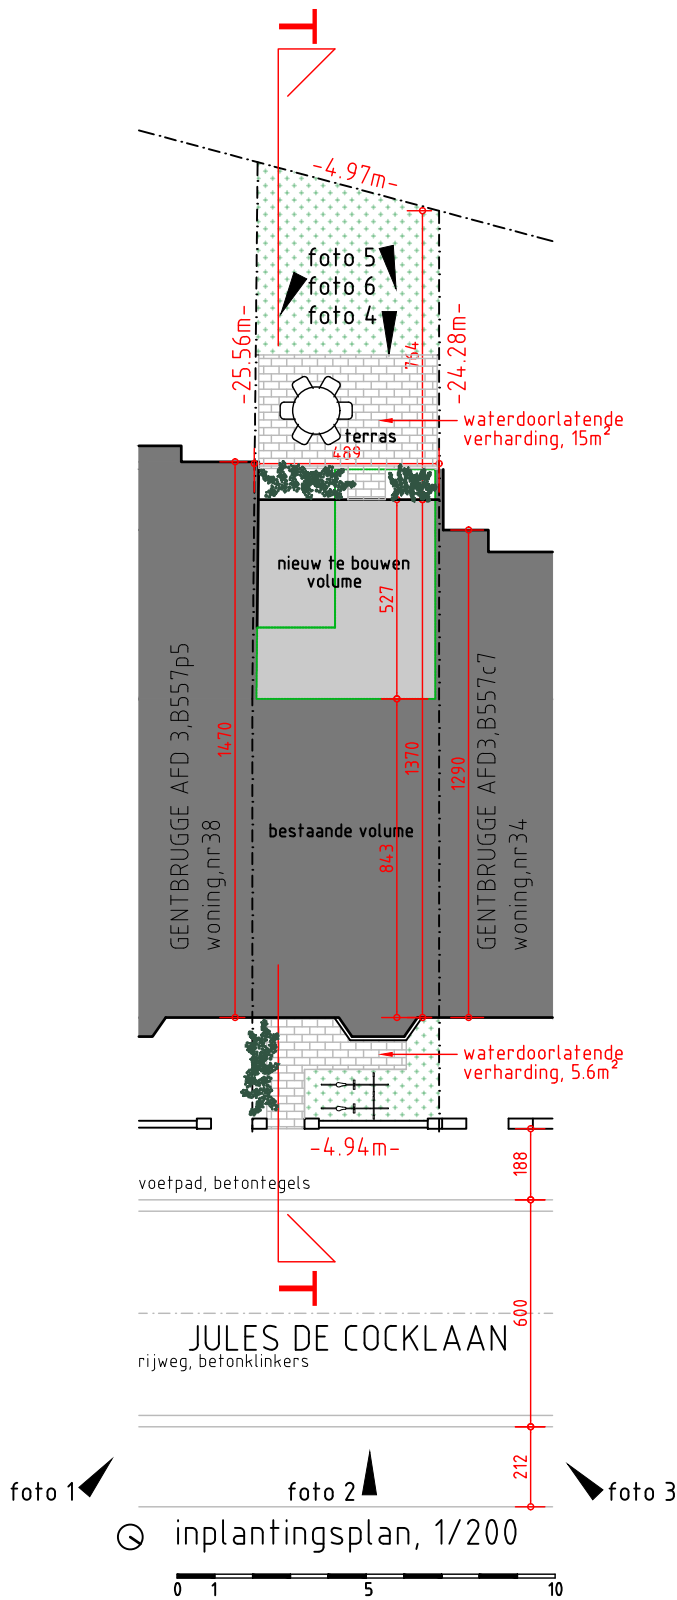 -4.97m-
foto 5
foto 6
foto 4
-25.56m-
764
-24.28m-
waterdoorlatende
verharding, 15m²
terras
489
nieuw te bouwen
volume
527
GENTBRUGGE AFD 3,B557p5
woning,nr38
1470
1370
1290
GENTBRUGGE AFD3,B557c7
woning,nr34
bestaande volume
843
waterdoorlatende
verharding, 5.6m²
-4.94m-
188
voetpad, betontegels
600
JULES DE COCKLAAN
rijweg, betonklinkers
212
foto 1
foto 2
foto 3
inplantingsplan, 1/200
0 1 5 10